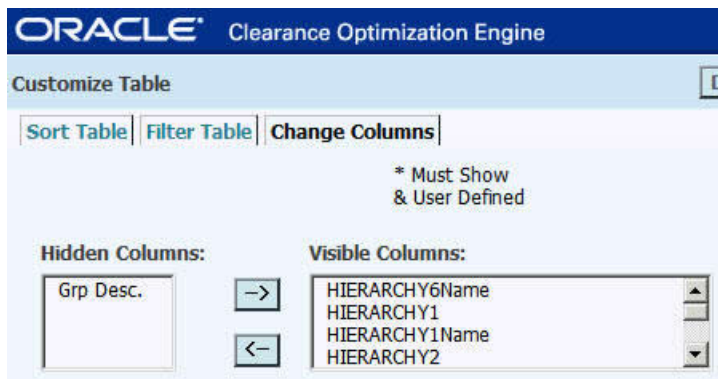 ORACLE Clearance Optimization Engine
Customize Table
Sort Table Filter Table Change Columns
* Must Show
& User Defined
Hidden Columns: Visible Columns:
Grp Desc. --> HIERARCHY6Name
HIERARCHY1
<-- HIERARCHY1Name
HIERARCHY2